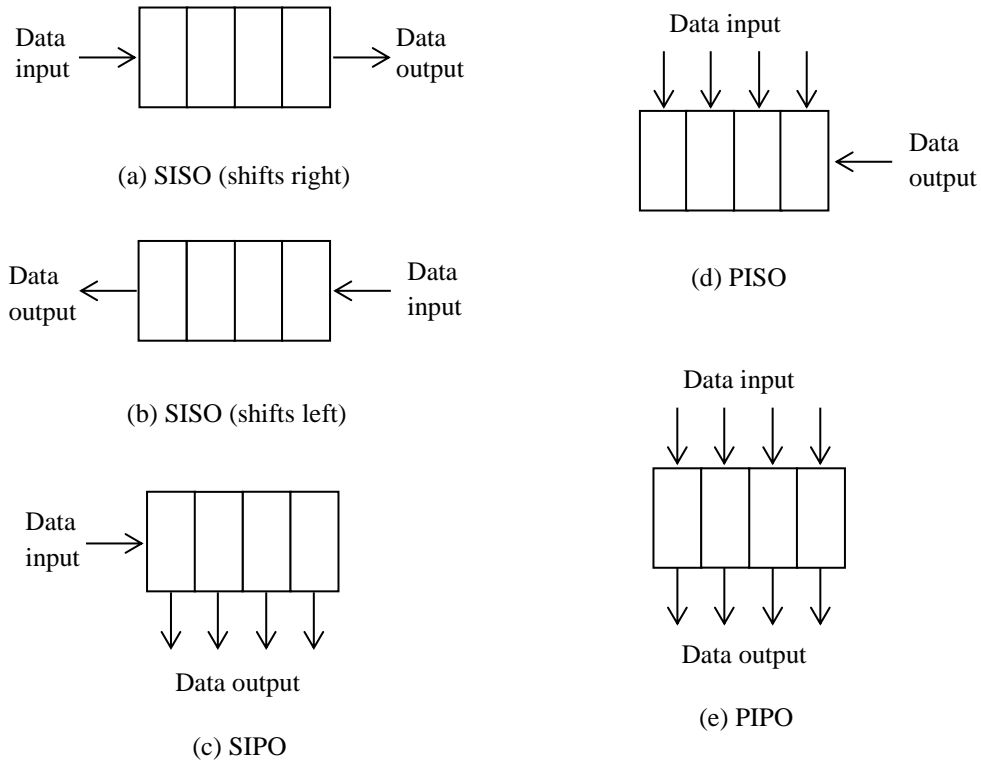 Data
input
Data
output
(a) SISO (shifts right)
Data
output
Data
input
(b) SISO (shifts left)
Data
input
Data output
(c) SIPO
Data input
Data
output
(d) PISO
Data input
Data output
(e) PIPO